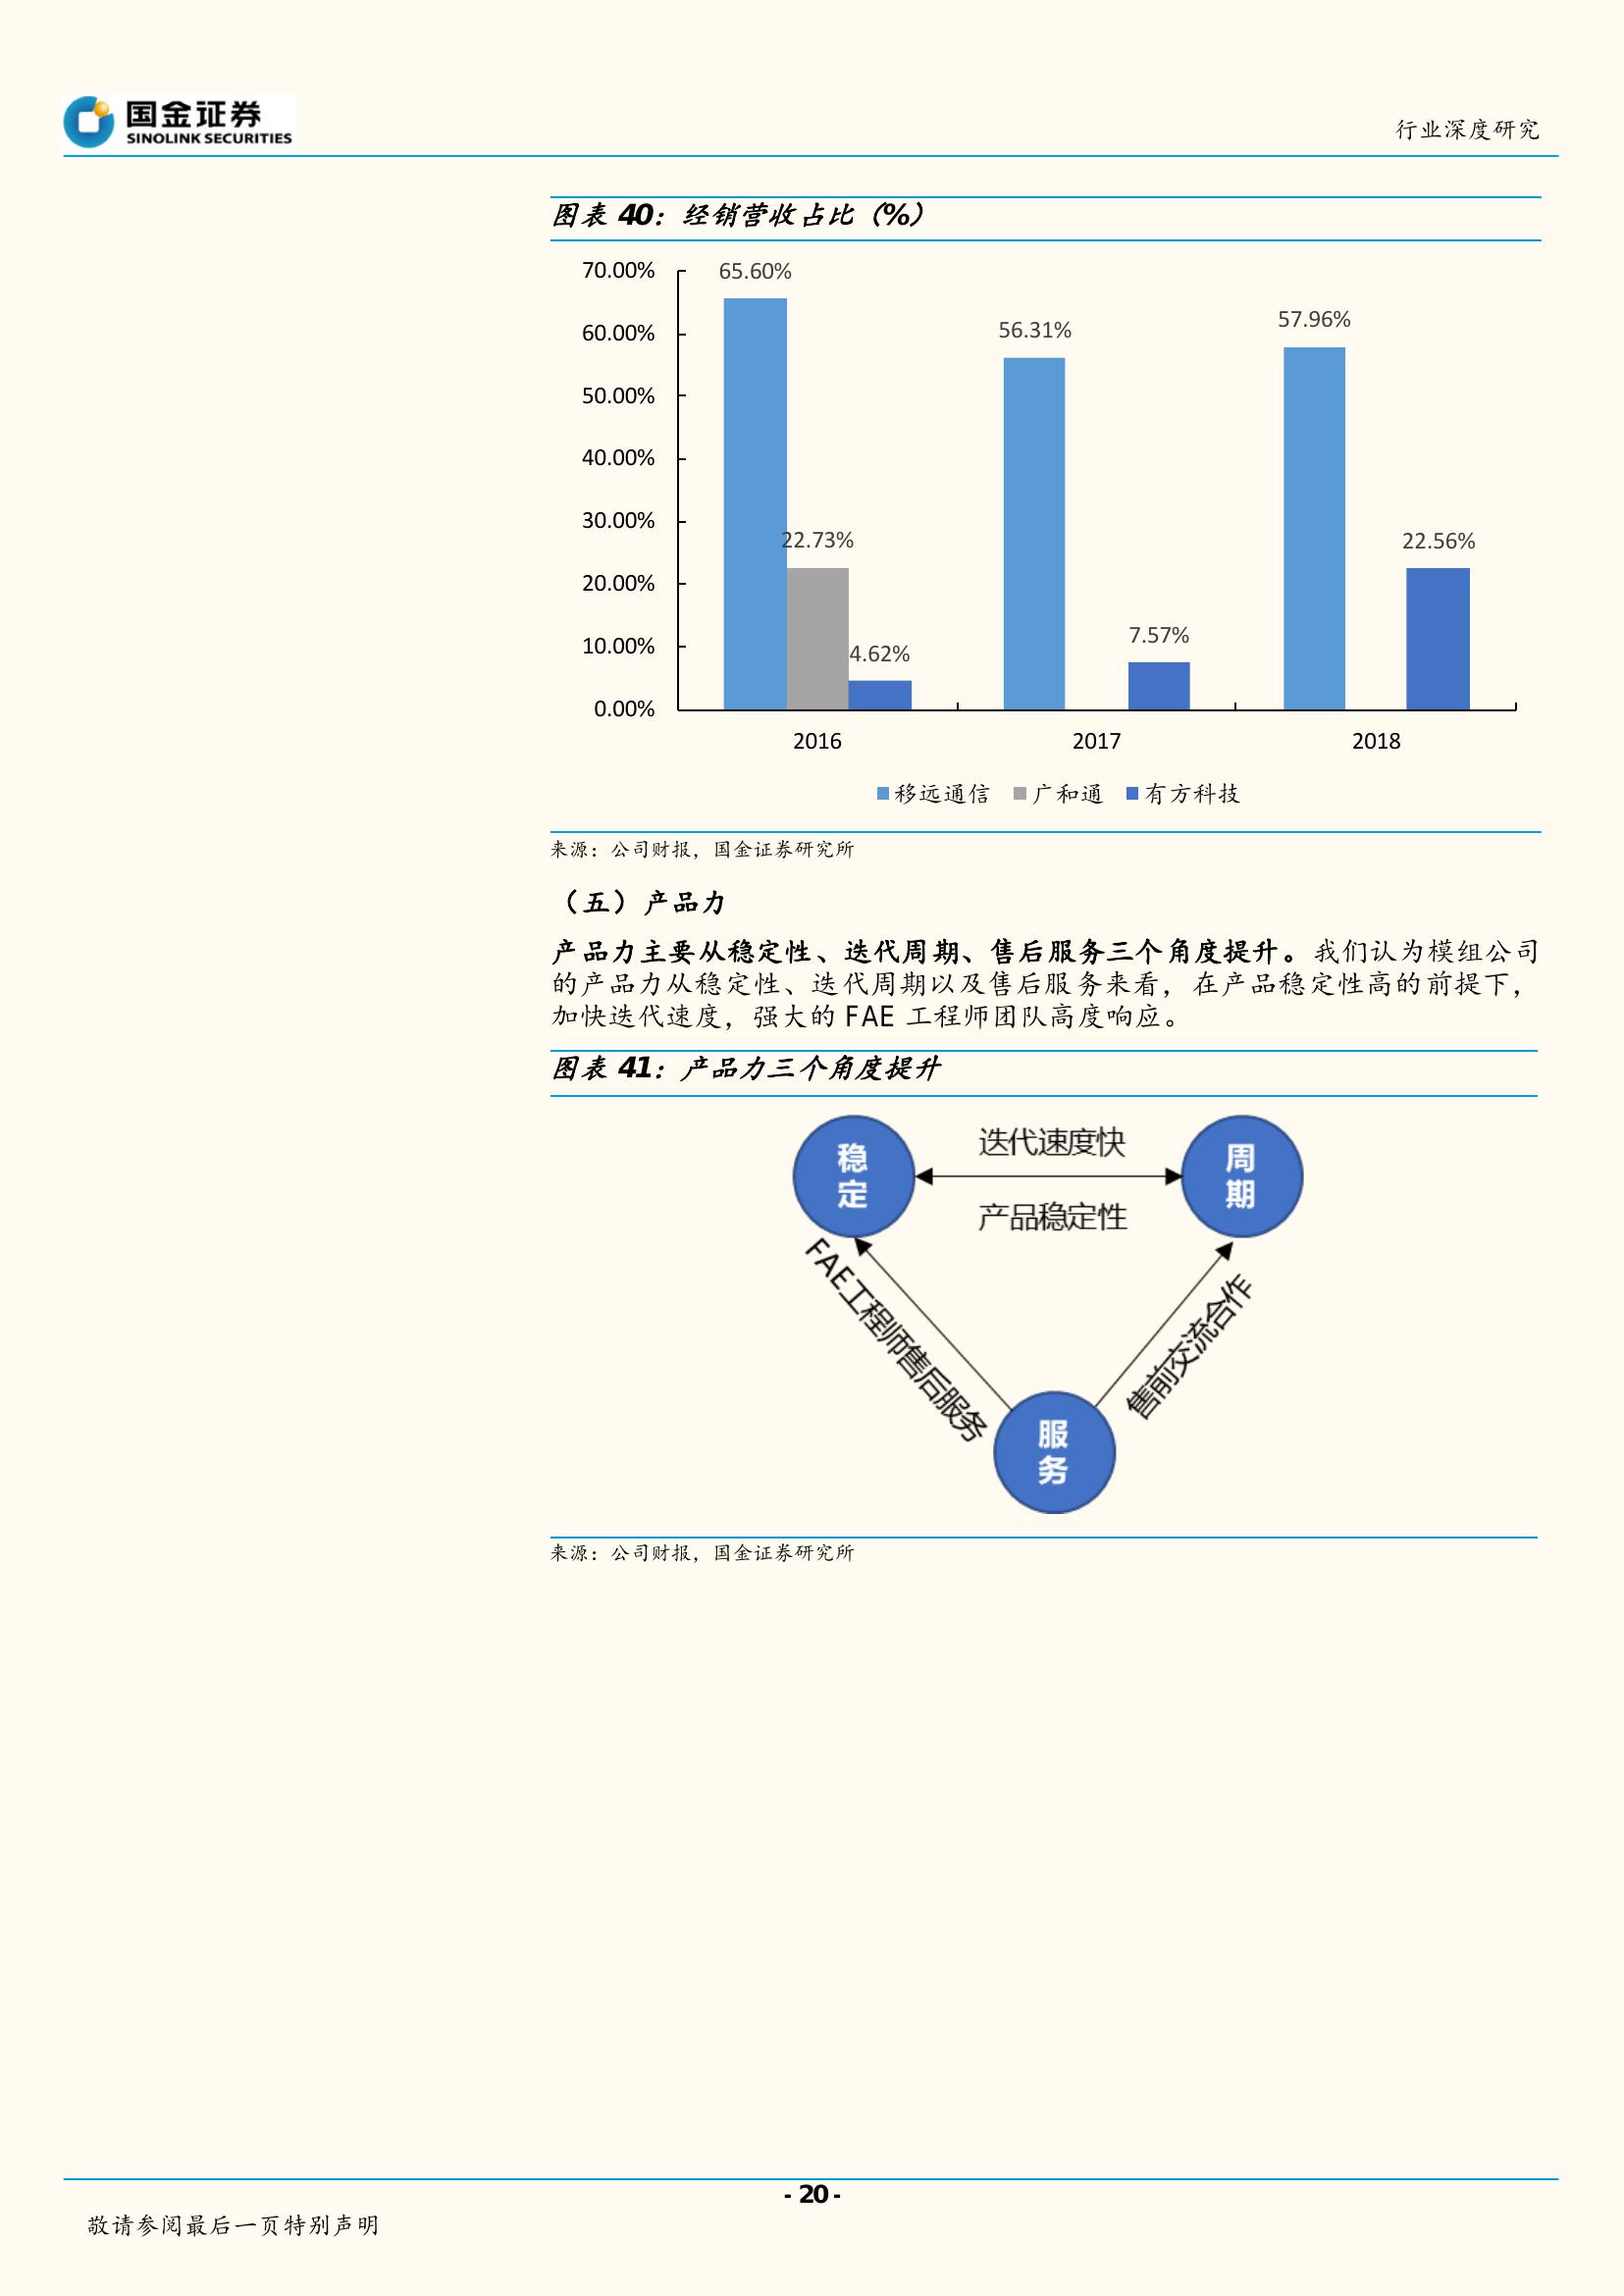 国金证券
SINOLINK SECURITIES
行业深度研究
图表 40：经销营收占比（%）
70.00%
60.00%
50.00%
40.00%
30.00%
20.00%
10.00%
0.00%
65.60%
22.73%
4.62%
56.31%
7.57%
57.96%
22.56%
2016 2017 2018
移远通信 广和通 有方科技
来源：公司财报，国金证券研究所
（五）产品力
产品力主要从稳定性、迭代周期、售后服务三个角度提升。我们认为模组公司
的产品力从稳定性、迭代周期以及售后服务来看，在产品稳定性高的前提下，
加快迭代速度，强大的 FAE 工程师团队高度响应。
图表 41：产品力三个角度提升
稳定
迭代速度快
产品稳定性
周期
FAE工程师售后服务
售前交流合作
服务
来源：公司财报，国金证券研究所
- 20 -
敬请参阅最后一页特别声明